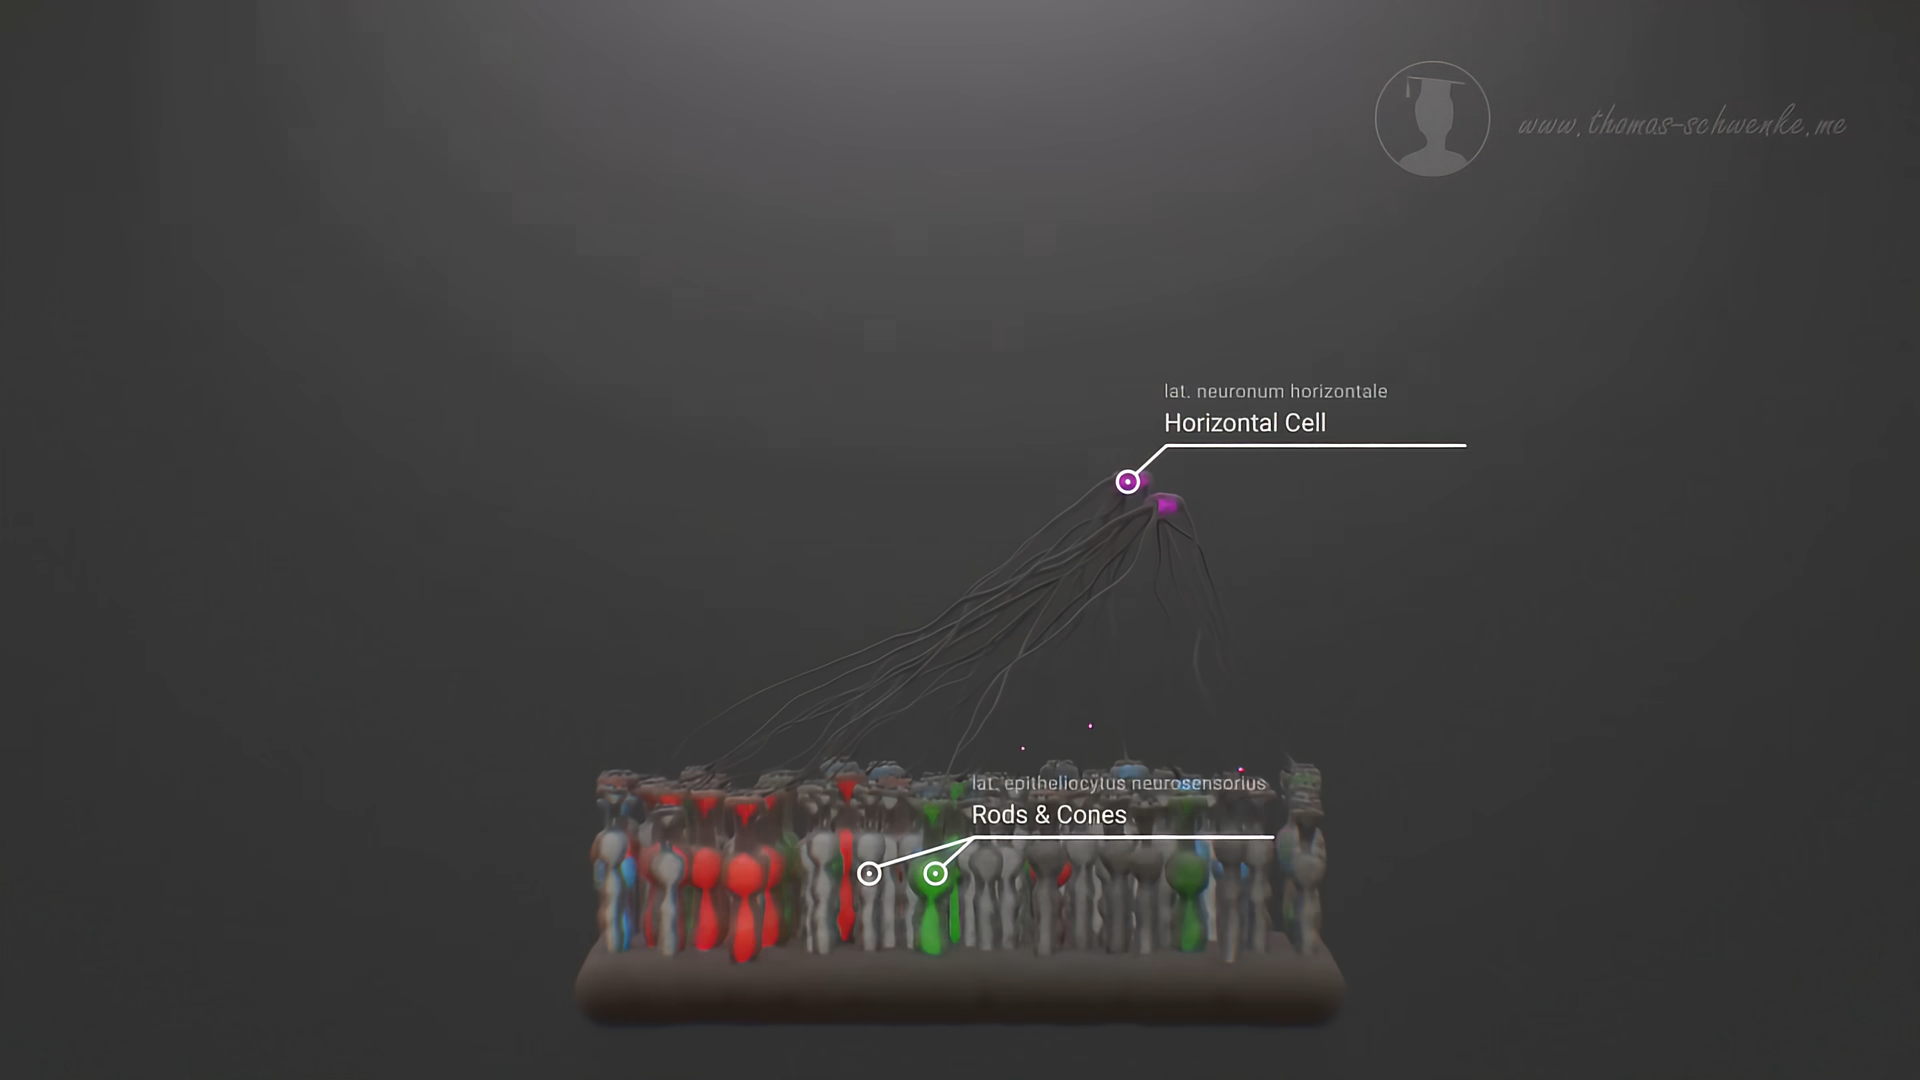 www.thomas-schwenke.me
lat. neuronum horizontale
Horizontal Cell
lat. epitheliocytus neurosensorius
Rods & Cones